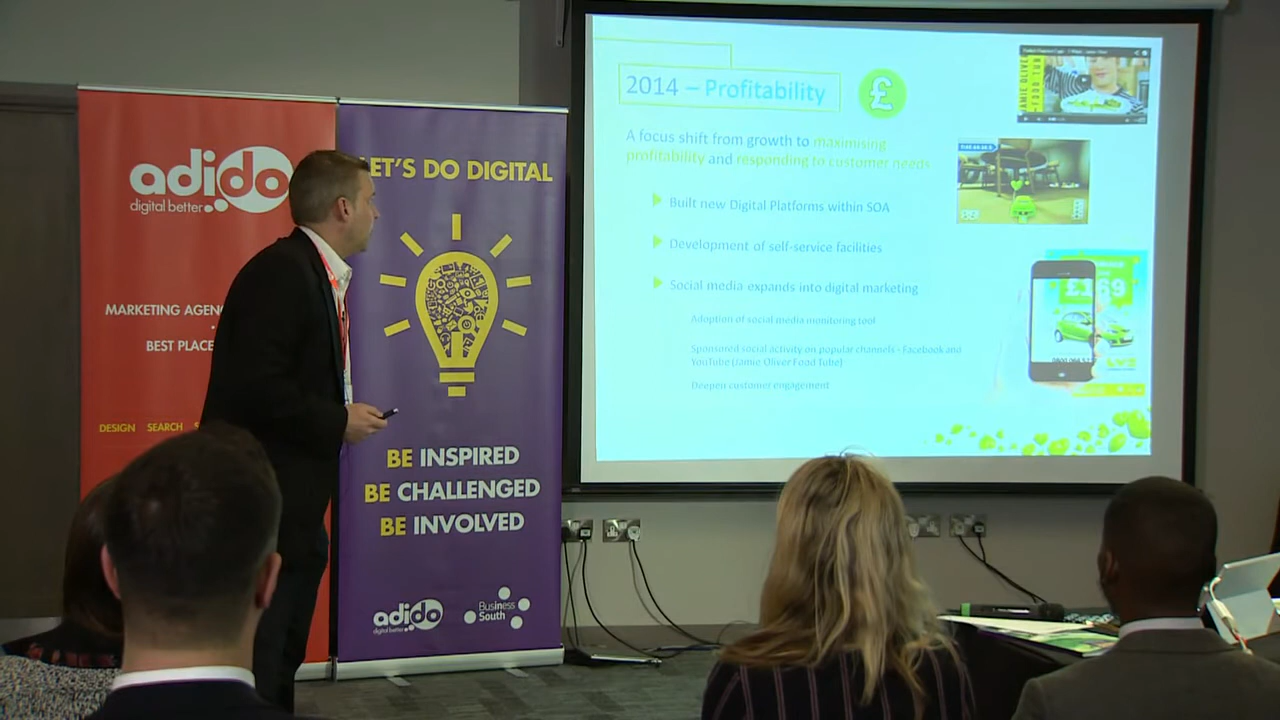 adido
digital better
MARKETING AGEN
BEST PLACE
DESIGN SEARCH S
LET'S DO DIGITAL
BE INSPIRED
BE CHALLENGED
BE INVOLVED
adido
digital better
Business
South
2014 – Profitability
£
A focus shift from growth to maximising
profitability and responding to customer needs
Built new Digital Platforms within SOA
Development of self-service facilities
Social media expands into digital marketing
Adoption of social media monitoring tool
Sponsored social activity on popular channels – Facebook and
YouTube (Jamie Oliver Food Tube)
Deepen customer engagement
JAMIE OLIVER
FOOD TUBE
£169